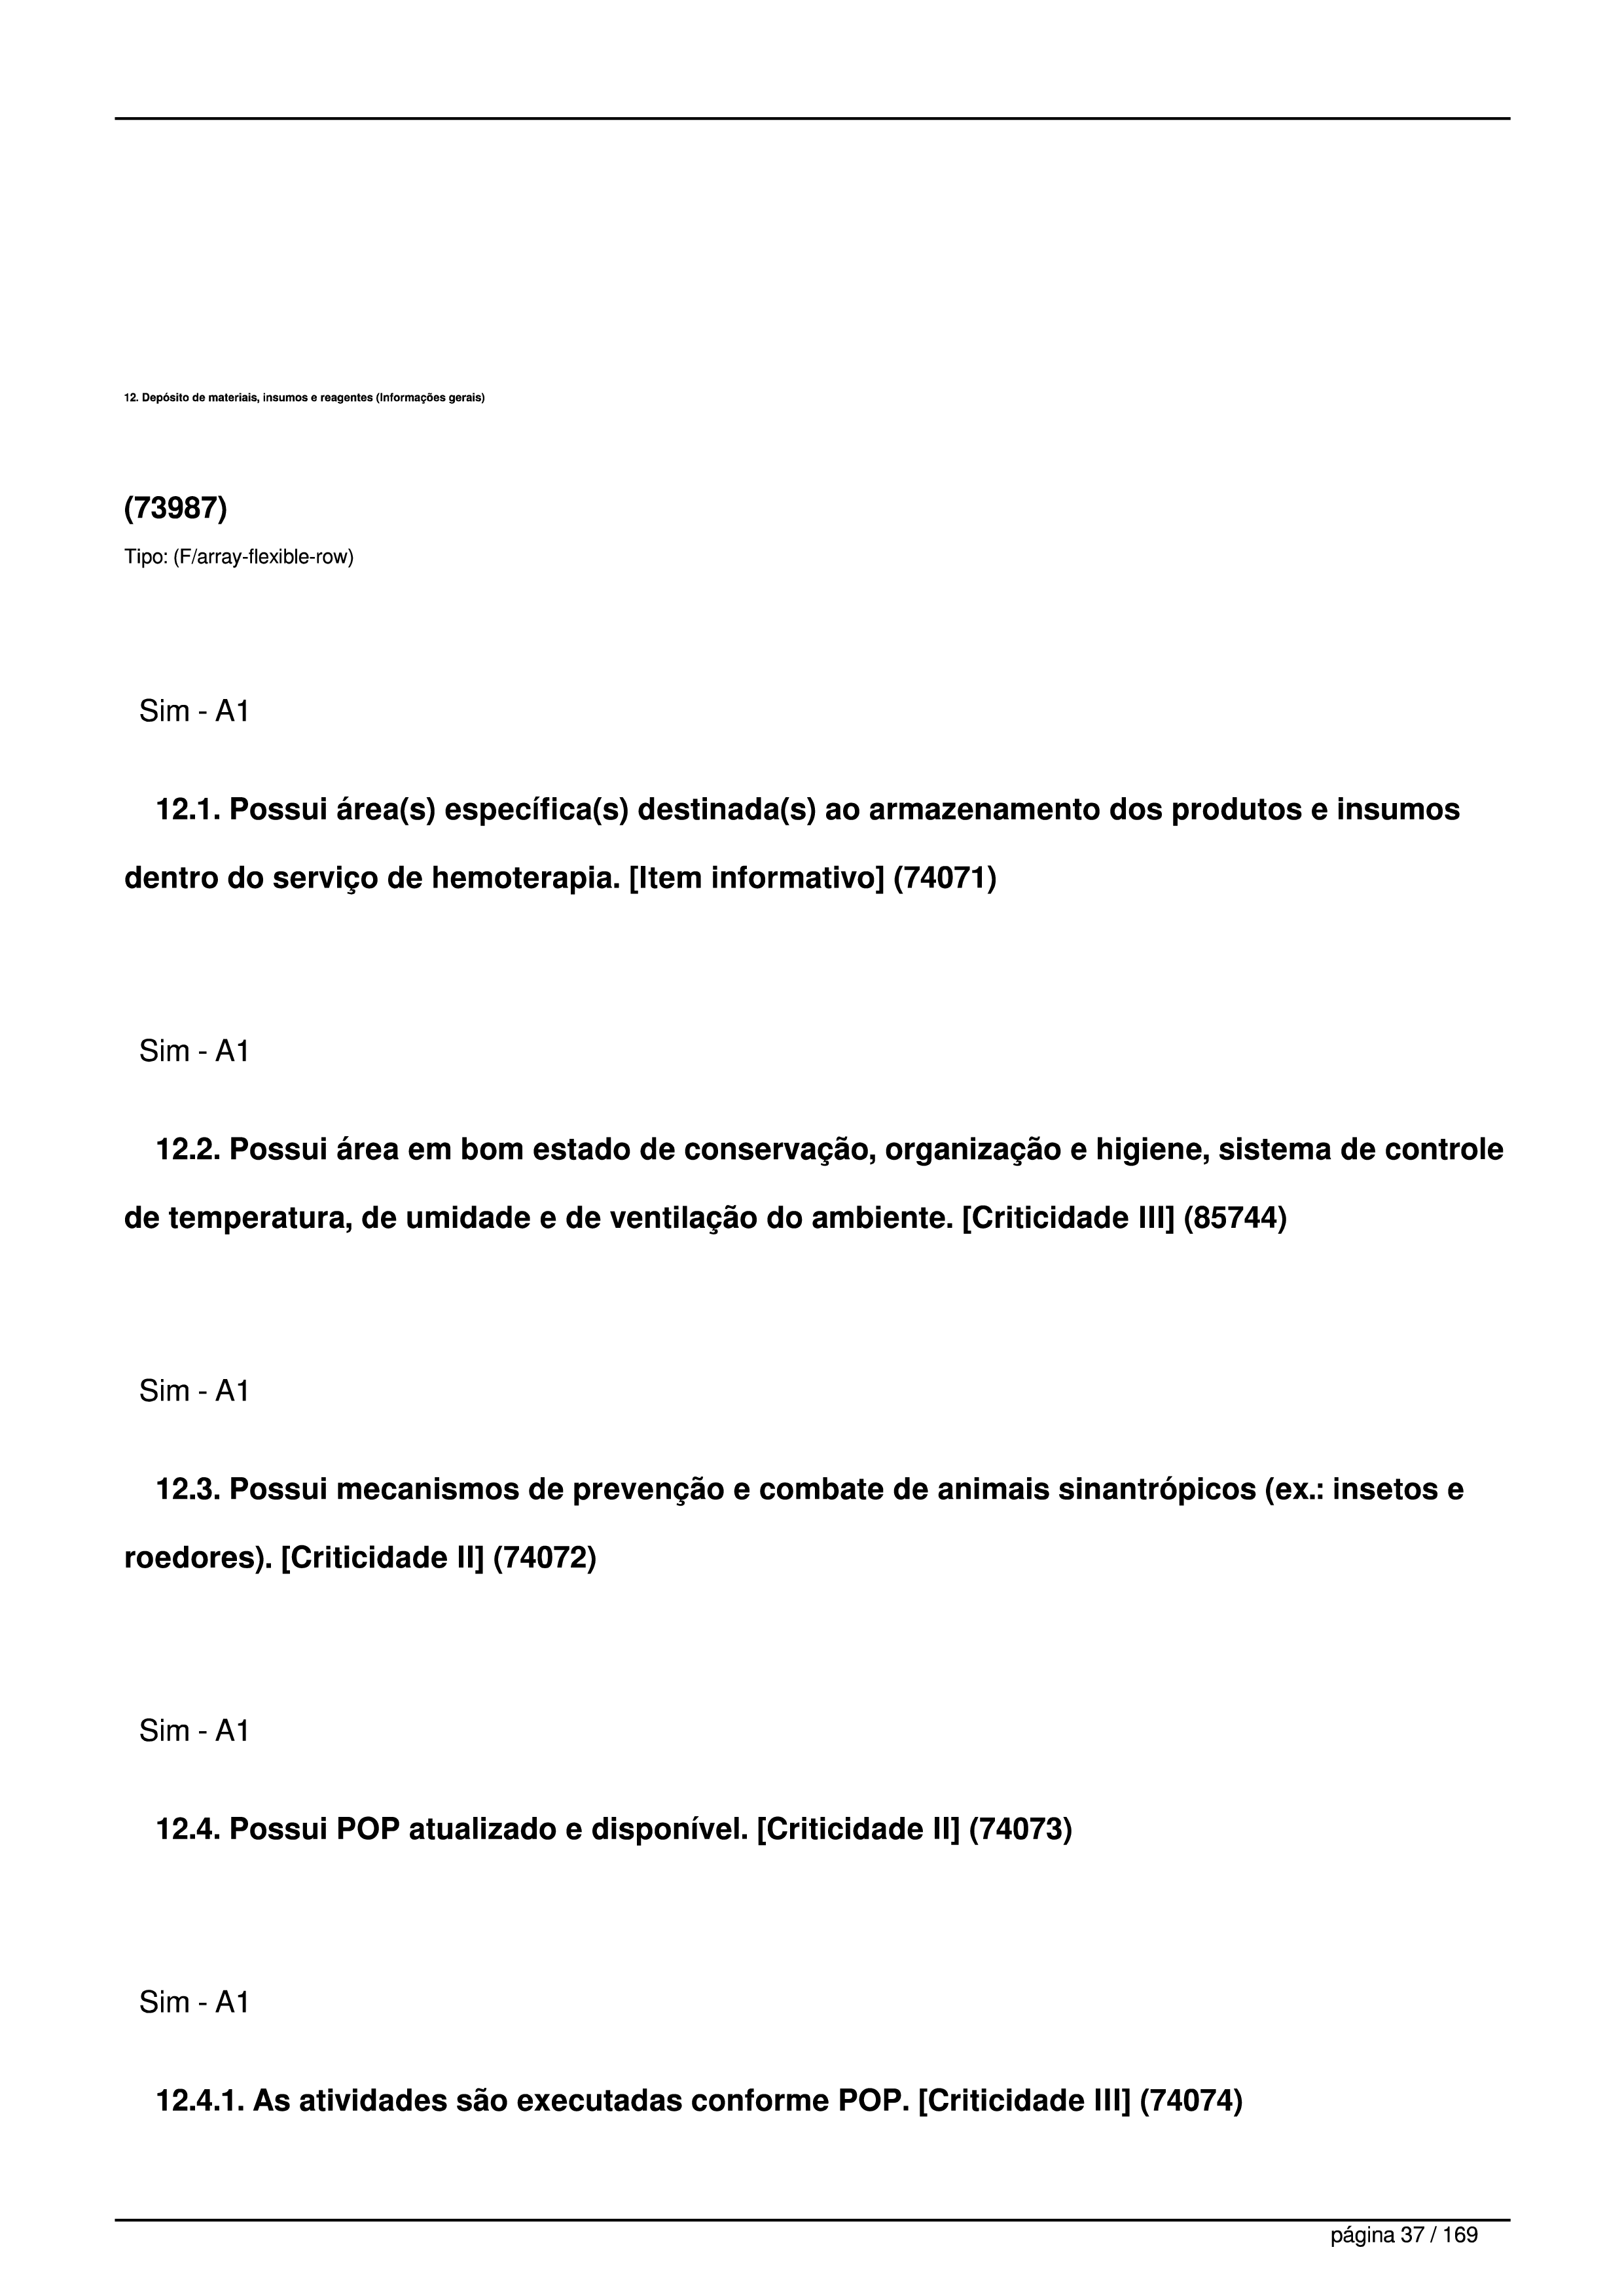 12. Depósito de materiais, insumos e reagentes (Informações gerais)
(73987)
Tipo: (F/array-flexible-row)
Sim - A1
12.1. Possui área(s) específica(s) destinada(s) ao armazenamento dos produtos e insumos
dentro do serviço de hemoterapia. [Item informativo] (74071)
Sim - A1
12.2. Possui área em bom estado de conservação, organização e higiene, sistema de controle
de temperatura, de umidade e de ventilação do ambiente. [Criticidade III] (85744)
Sim - A1
12.3. Possui mecanismos de prevenção e combate de animais sinantrópicos (ex.: insetos e
roedores). [Criticidade II] (74072)
Sim - A1
12.4. Possui POP atualizado e disponível. [Criticidade II] (74073)
Sim - A1
12.4.1. As atividades são executadas conforme POP. [Criticidade III] (74074)
página 37 / 169